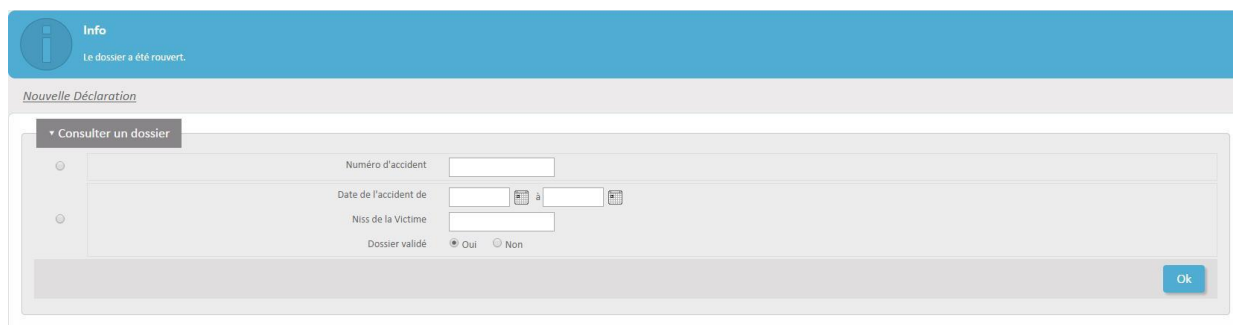 Info
Le dossier a été rouvert.
Nouvelle Déclaration
Consulter un dossier
Numéro d'accident
Date de l'accident de à
Niss de la Victime
Dossier validé Oui Non
Ok